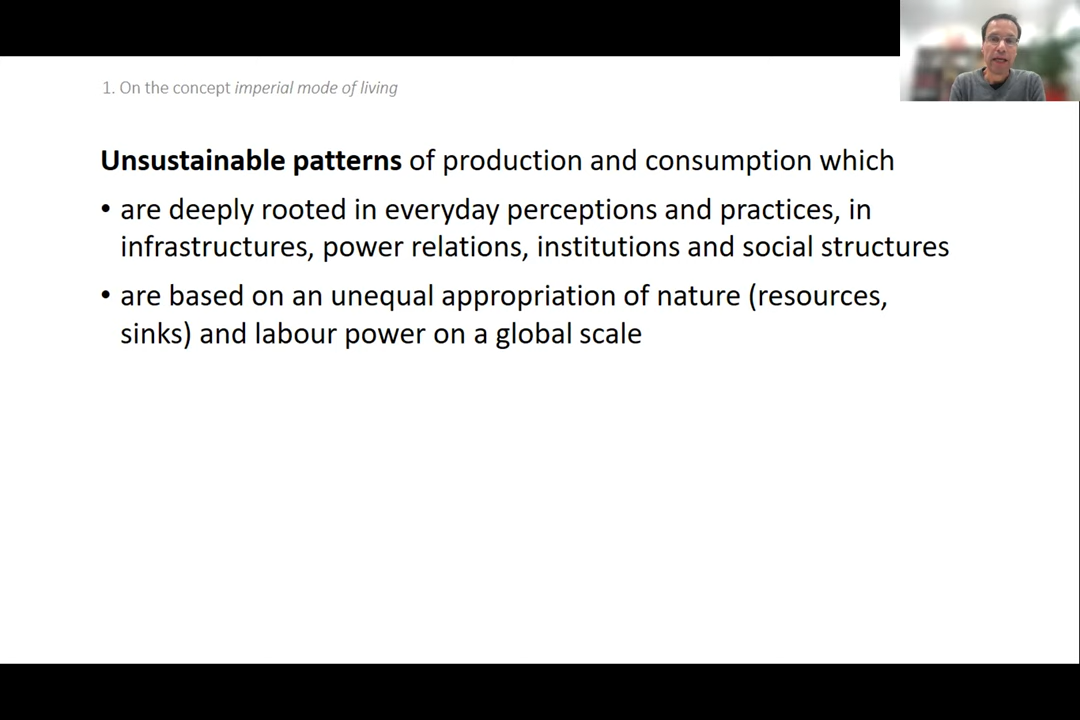 1. On the concept imperial mode of living
Unsustainable patterns of production and consumption which
• are deeply rooted in everyday perceptions and practices, in
infrastructures, power relations, institutions and social structures
• are based on an unequal appropriation of nature (resources,
sinks) and labour power on a global scale